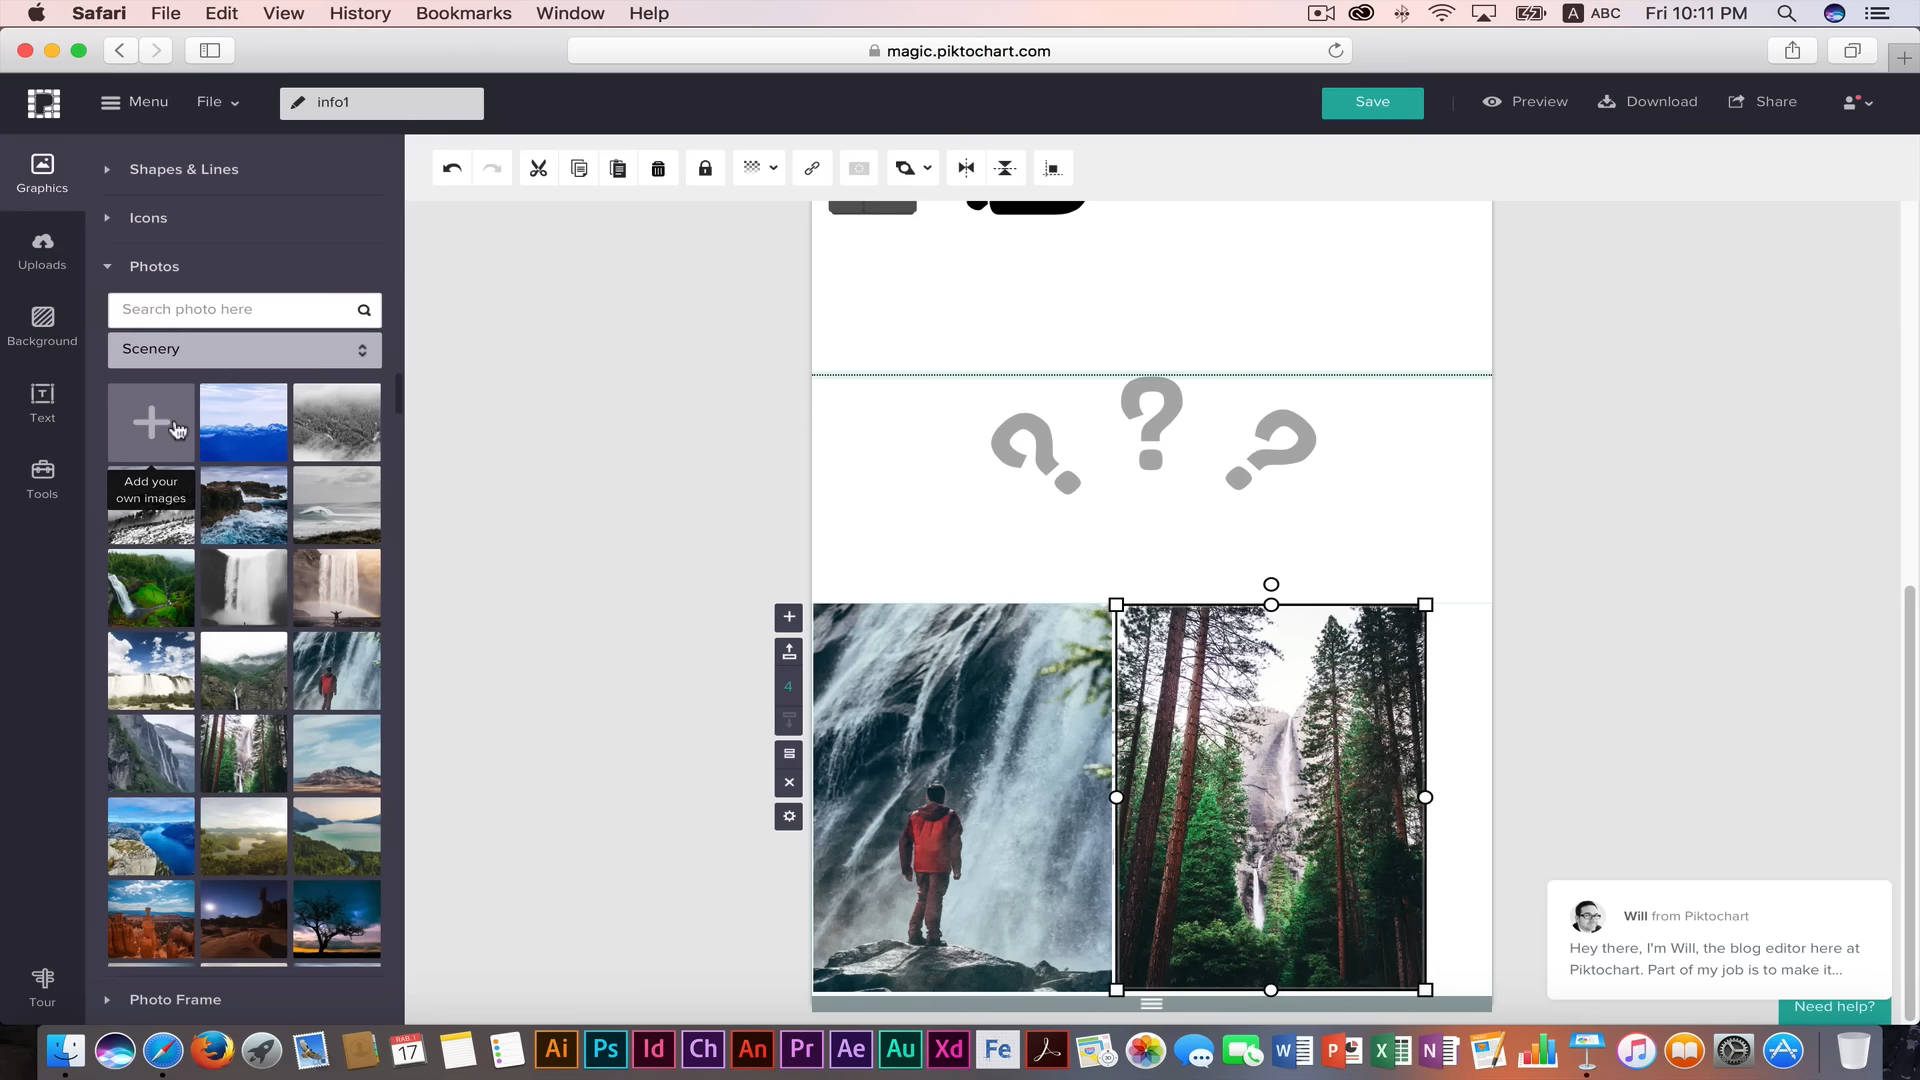 Safari File Edit View History Bookmarks Window Help A ABC Fri 10:11 PM
magic.piktochart.com
Menu File info1 Save Preview Download Share
Graphics
Uploads
Background
Text
Tools
Tour
Shapes & Lines
Icons
Photos
Search photo here
Scenery
Add your
own images
Photo Frame
? ? ?
4
Will from Piktochart
Hey there, I'm Will, the blog editor here at
Piktochart. Part of my job is to make it...
Need help?
RAB. I
17
Ai Ps Id Ch An Pr Ae Au Xd Fe W P X N